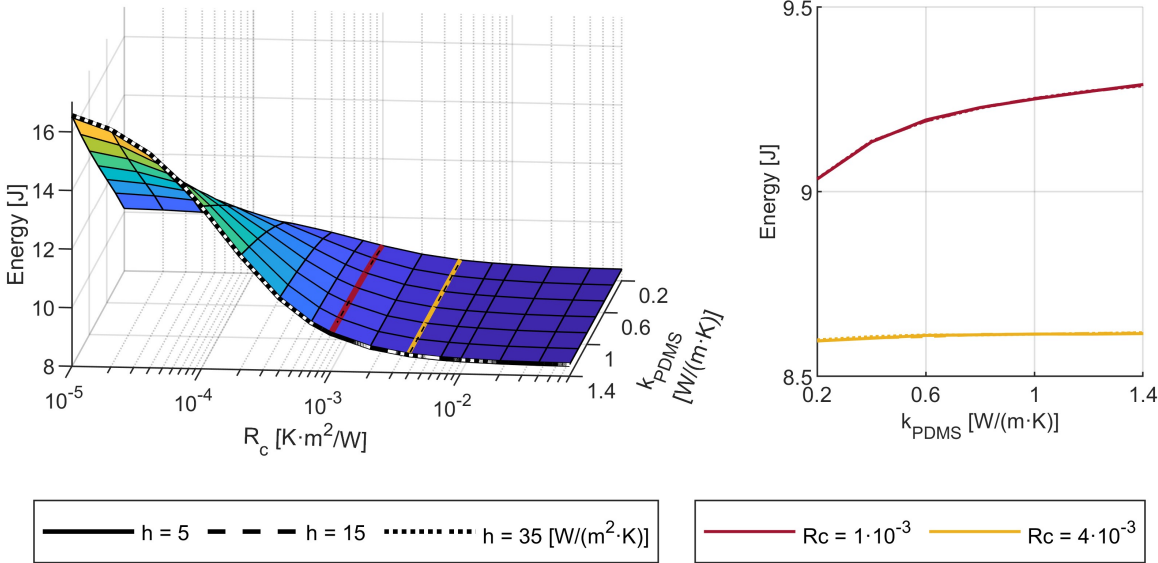 16
14
12
10
8
Energy [J]
10⁻⁵
10⁻⁴
10⁻³
10⁻²
R_c [K·m²/W]
0.2
0.6
1
1.4
k_PDMS
[W/(m·K)]
9.5
9
8.5
Energy [J]
0.2
0.6
1
1.4
k_PDMS [W/(m·K)]
h = 5 h = 15 h = 35 [W/(m²·K)]
Rc = 1·10⁻³ Rc = 4·10⁻³